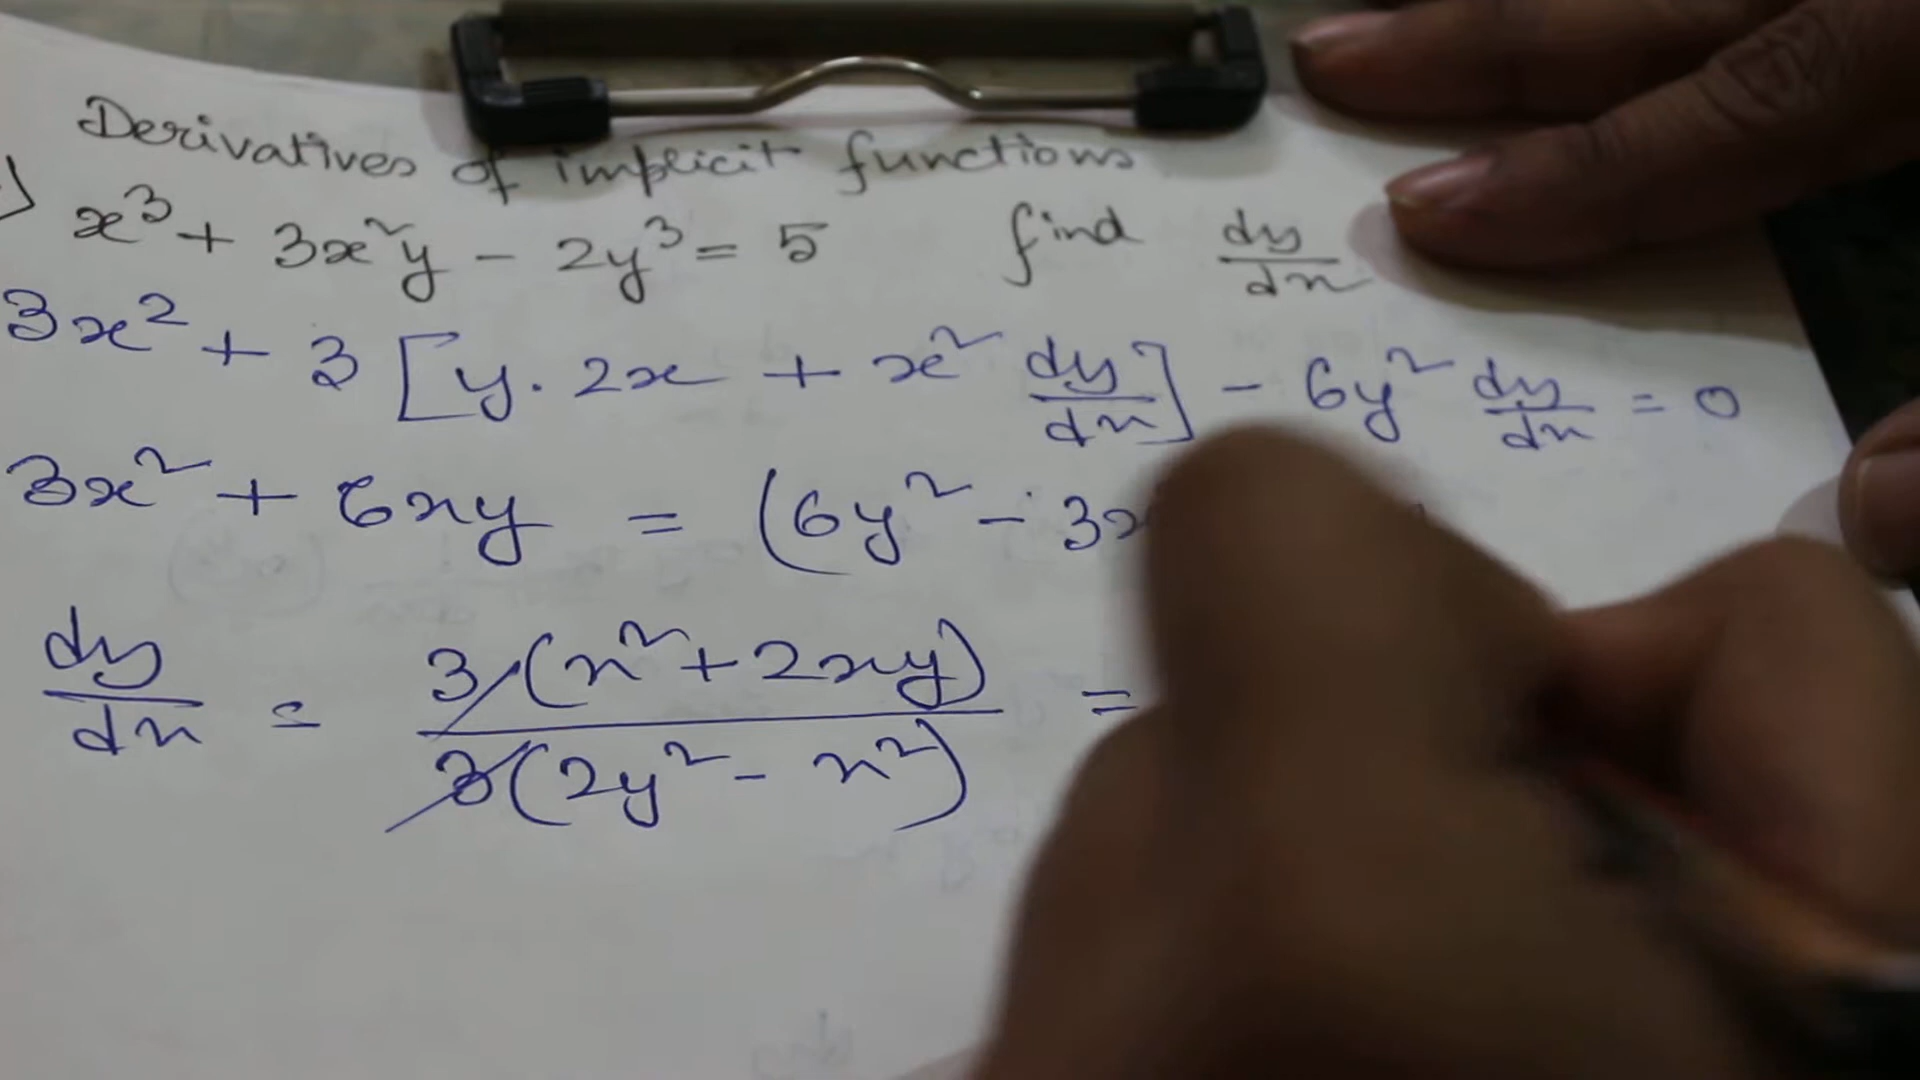 Derivatives of implicit functions
) x³ + 3x²y - 2y³ = 5 find dy/dx
3x² + 3 [y. 2x + x² dy/dx] - 6y² dy/dx = 0
3x² + 6xy = (6y² - 3x
dy/dx = 3(x² + 2xy) / 3(2y² - x²) =